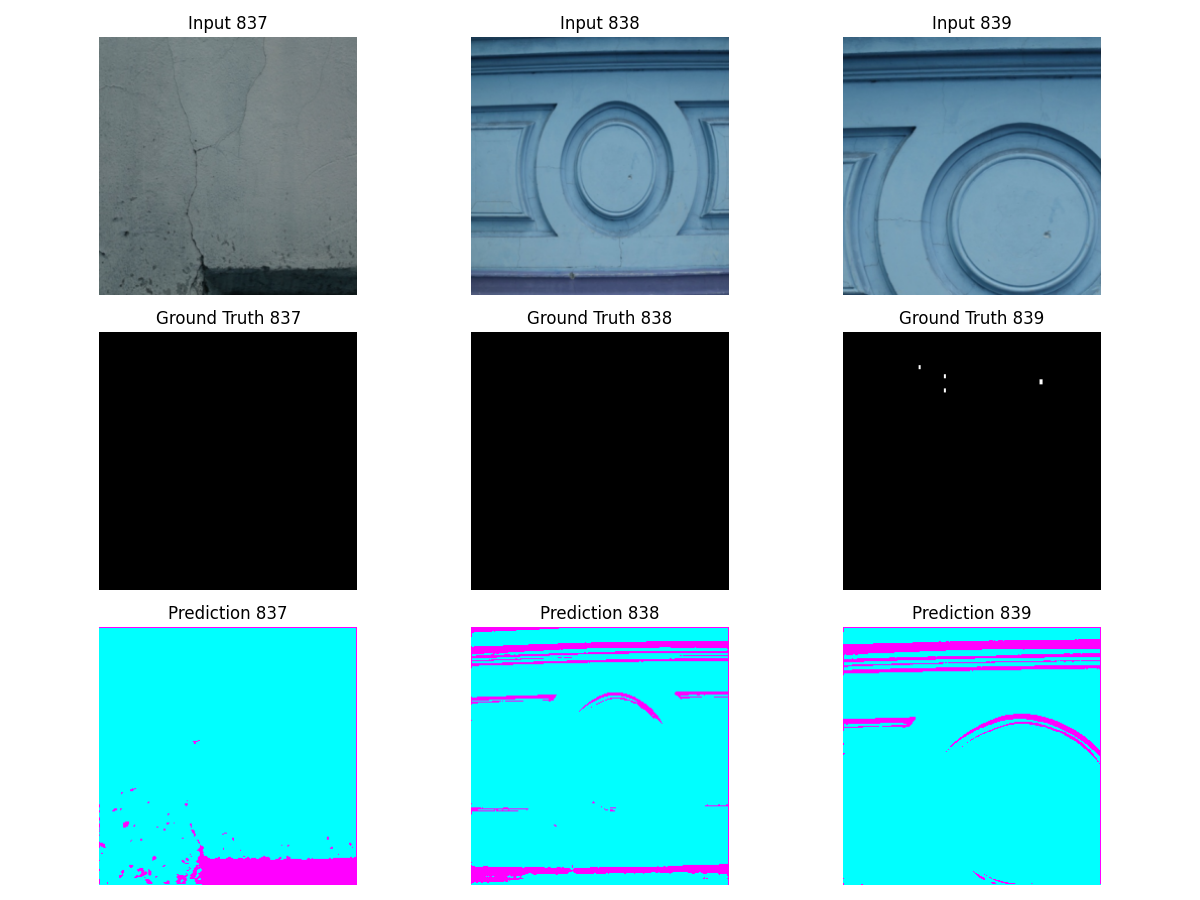 Input 837
Input 838
Input 839
Ground Truth 837
Ground Truth 838
Ground Truth 839
Prediction 837
Prediction 838
Prediction 839